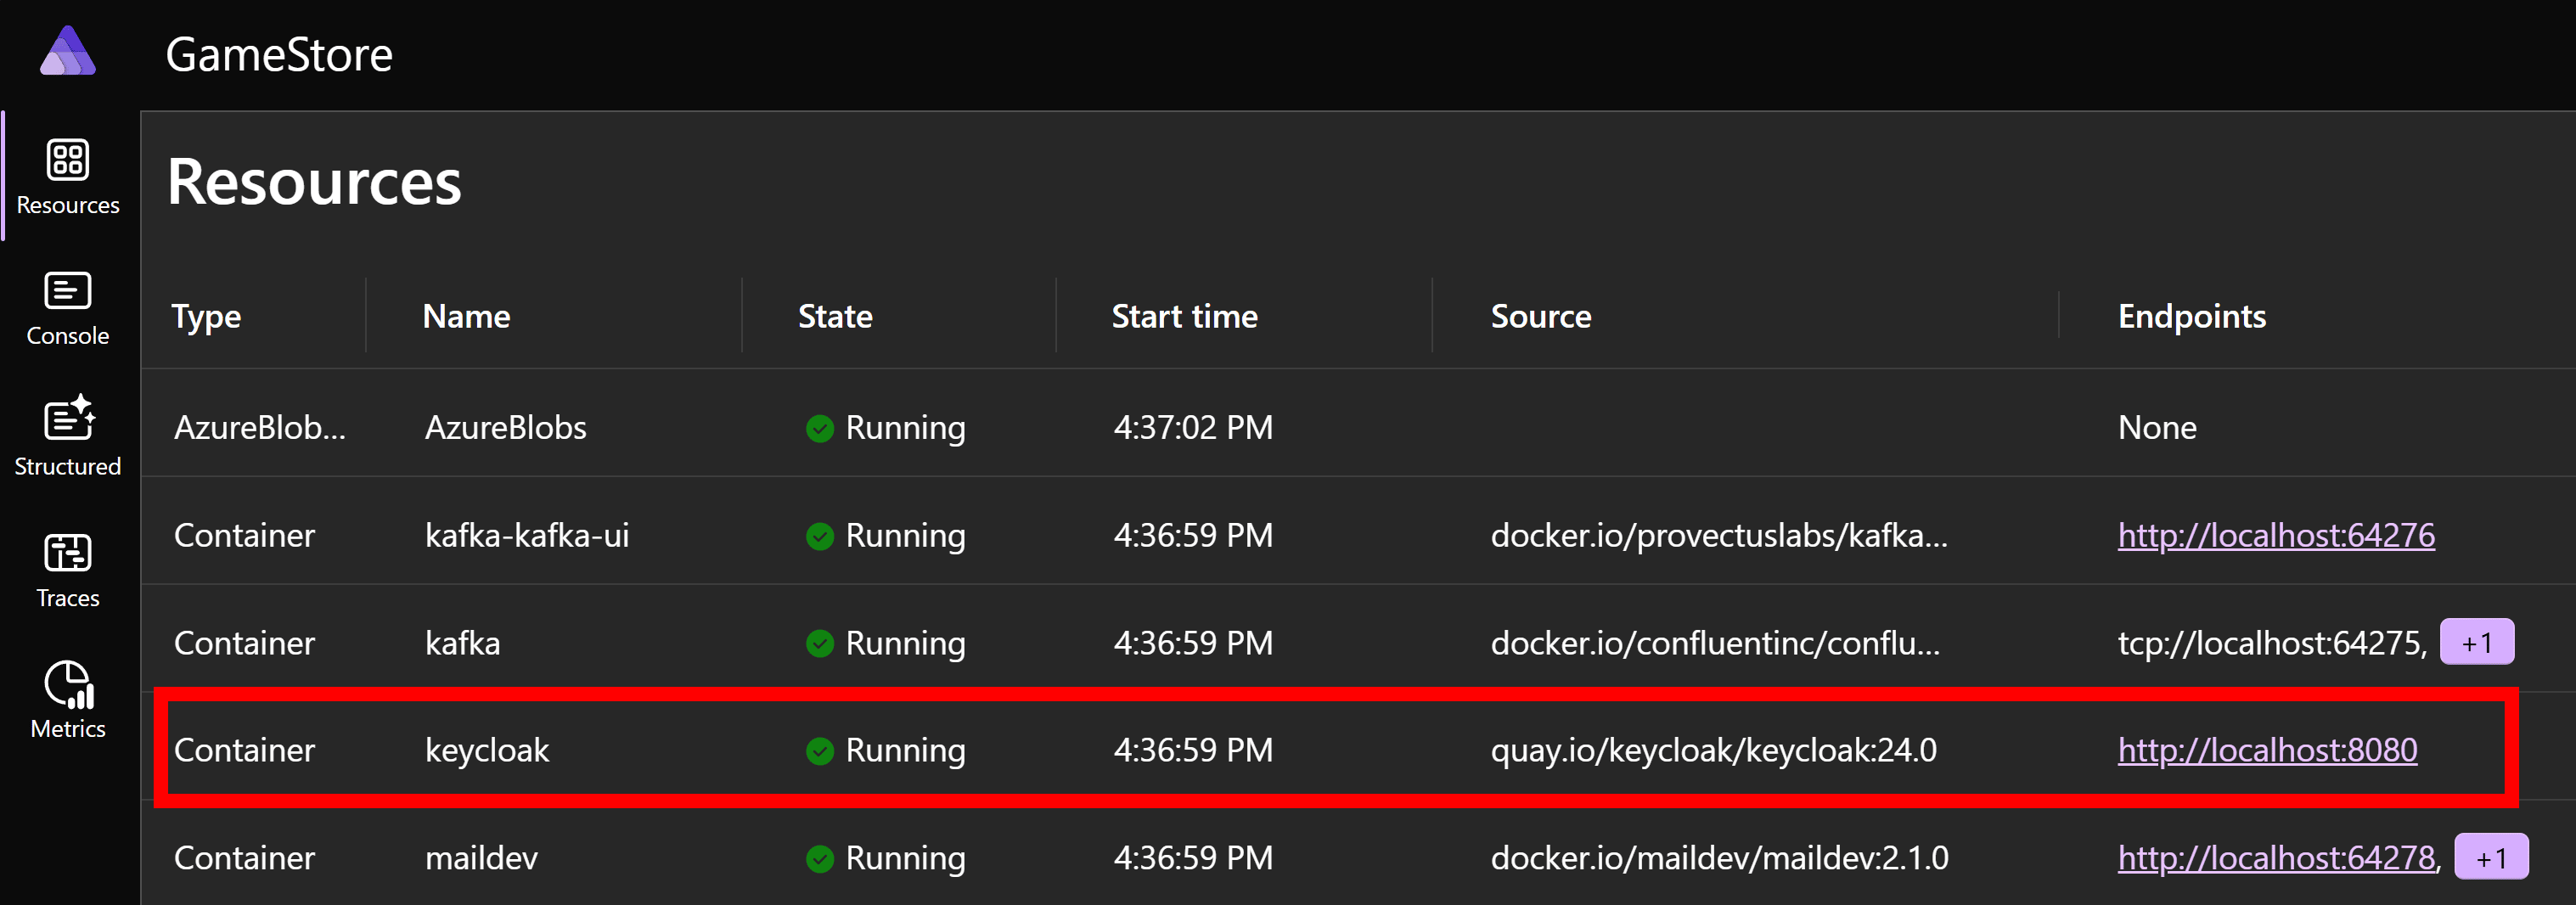 GameStore
Resources
Console
Structured
Traces
Metrics
Resources
Type Name State Start time Source Endpoints
AzureBlob... AzureBlobs Running 4:37:02 PM None
Container kafka-kafka-ui Running 4:36:59 PM docker.io/provectuslabs/kafka... http://localhost:64276
Container kafka Running 4:36:59 PM docker.io/confluentinc/conflu... tcp://localhost:64275, +1
Container keycloak Running 4:36:59 PM quay.io/keycloak/keycloak:24.0 http://localhost:8080
Container maildev Running 4:36:59 PM docker.io/maildev/maildev:2.1.0 http://localhost:64278, +1